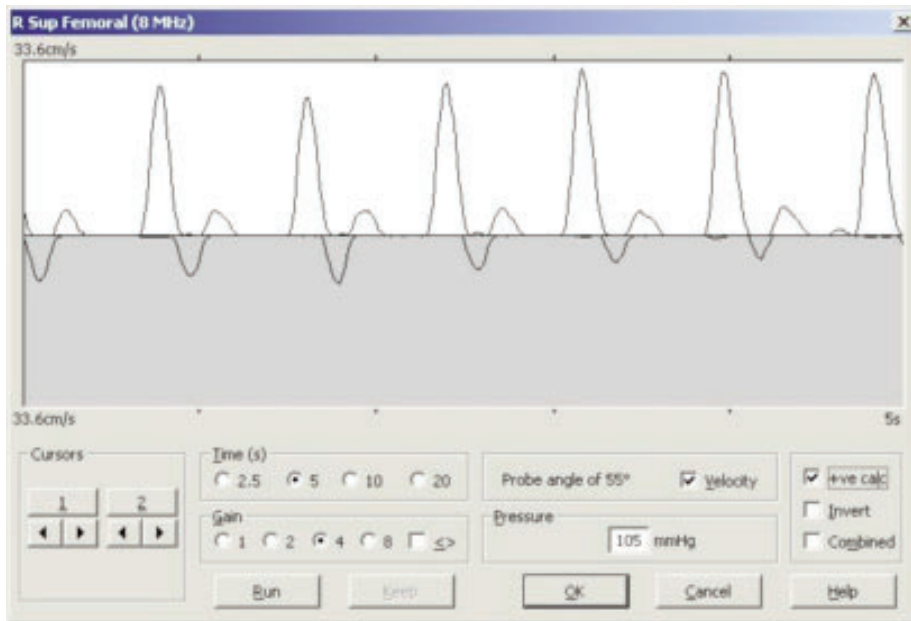 R Sup Femoral (8 MHz)
33.6cm/s
33.6cm/s
5s
Cursors
1 2
Time (s)
2.5 5 10 20
Gain
1 2 4 8 <>
Probe angle of 55° Velocity
Pressure
105 mmHg
+ve calc
Invert
Combined
Run Keep OK Cancel Help